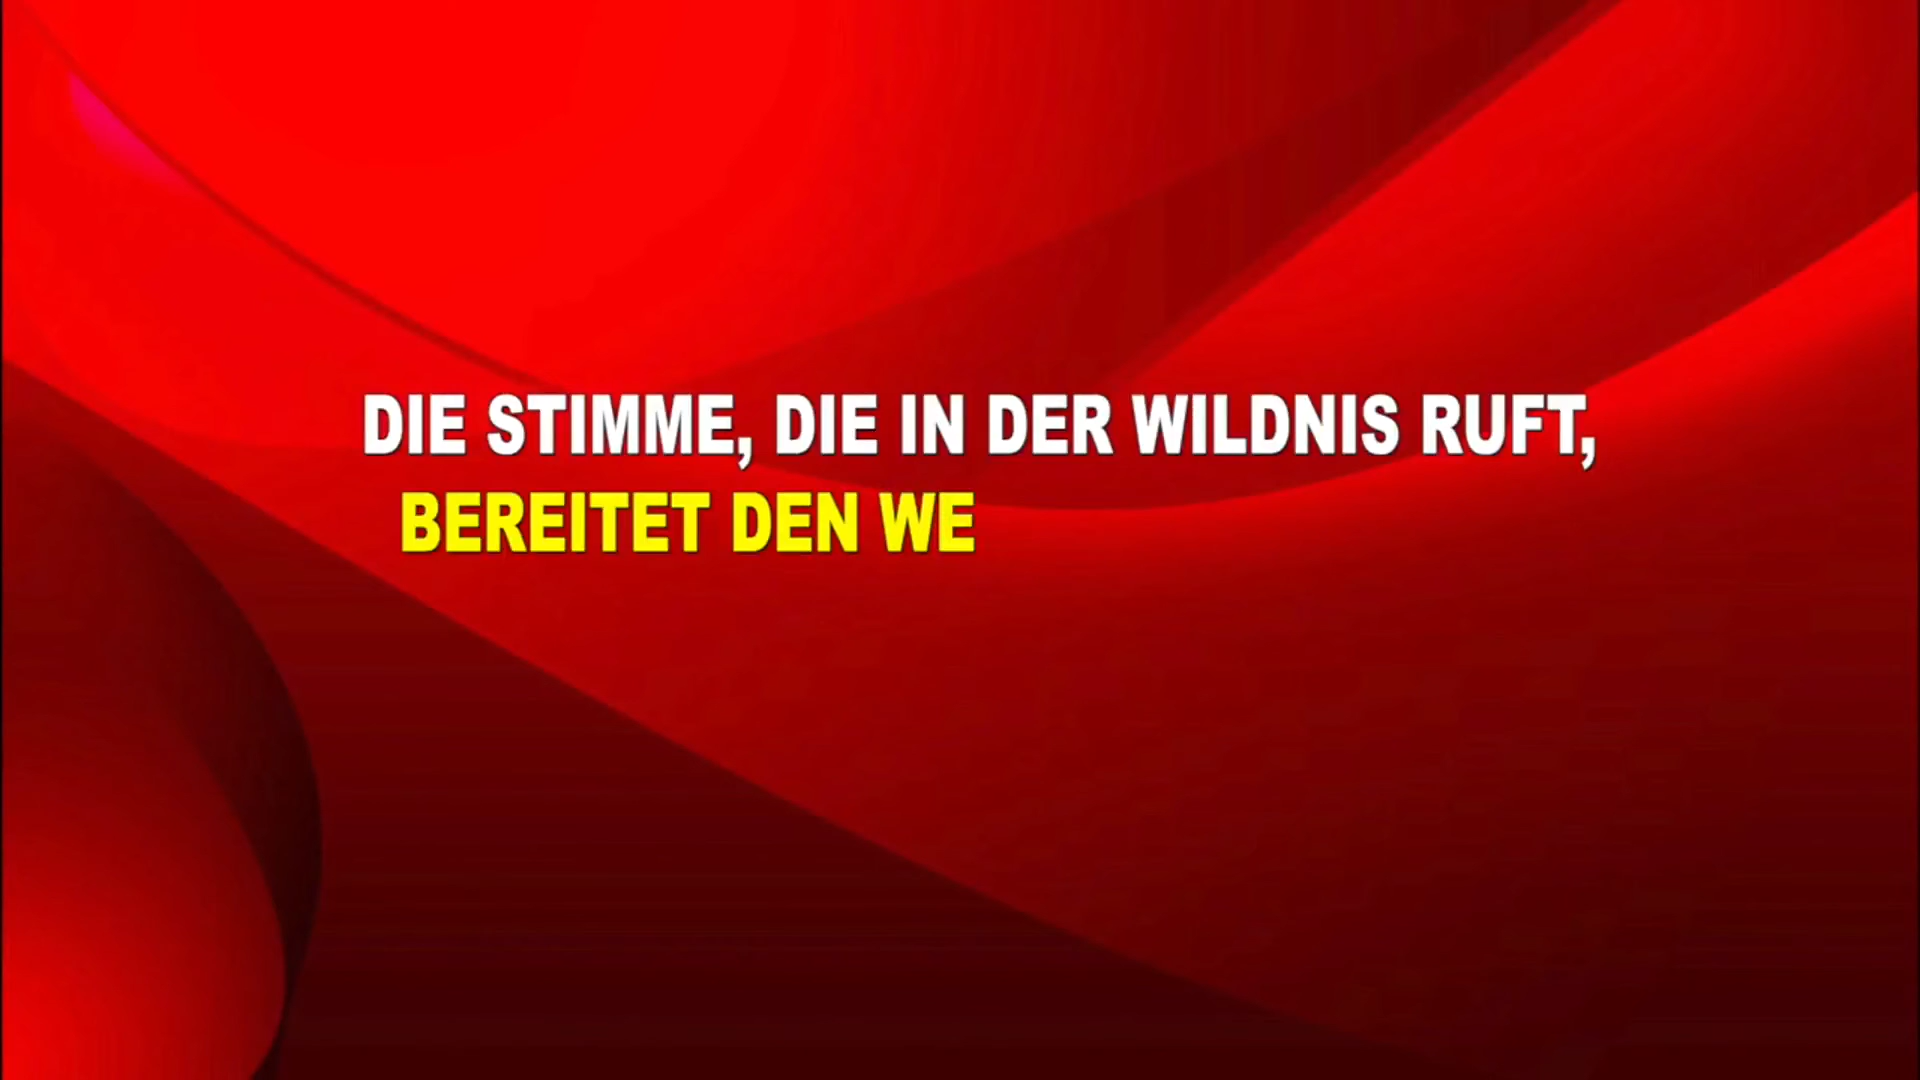 DIE STIMME, DIE IN DER WILDNIS RUFT,
BEREITET DEN WE